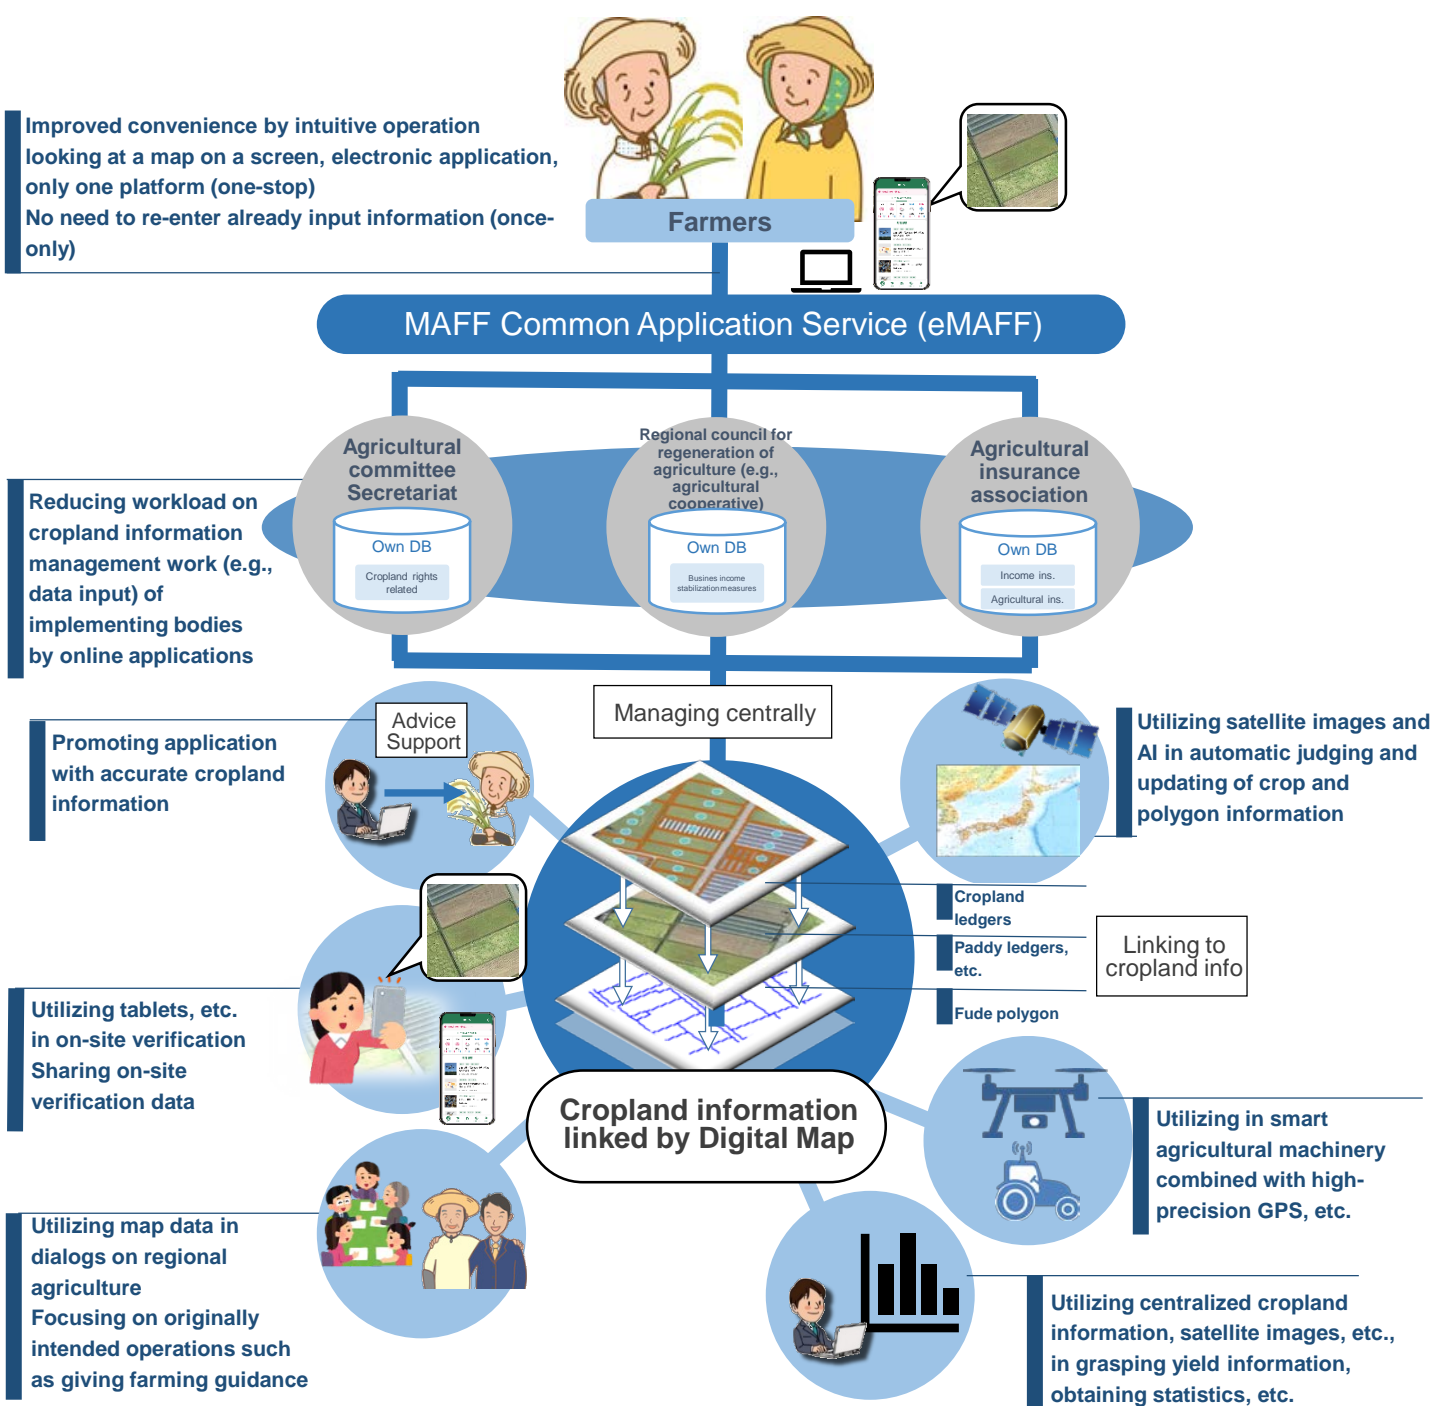 Improved convenience by intuitive operation
looking at a map on a screen, electronic application,
only one platform (one-stop)
No need to re-enter already input information (once-
only)
Farmers
MAFF Common Application Service (eMAFF)
Agricultural
committee
Secretariat
Own DB
Cropland rights
related
Regional council for
regeneration of
agriculture (e.g.,
agricultural
cooperative)
Own DB
Busines income
stabilization measures
Agricultural
insurance
association
Own DB
Income ins.
Agricultural ins.
Reducing workload on
cropland information
management work (e.g.,
data input) of
implementing bodies
by online applications
Managing centrally
Advice
Support
Promoting application
with accurate cropland
information
Utilizing satellite images and
AI in automatic judging and
updating of crop and
polygon information
Cropland
ledgers
Paddy ledgers,
etc.
Fude polygon
Linking to
cropland info
Utilizing tablets, etc.
in on-site verification
Sharing on-site
verification data
Cropland information
linked by Digital Map
Utilizing in smart
agricultural machinery
combined with high-
precision GPS, etc.
Utilizing map data in
dialogs on regional
agriculture
Focusing on originally
intended operations such
as giving farming guidance
Utilizing centralized cropland
information, satellite images, etc.,
in grasping yield information,
obtaining statistics, etc.